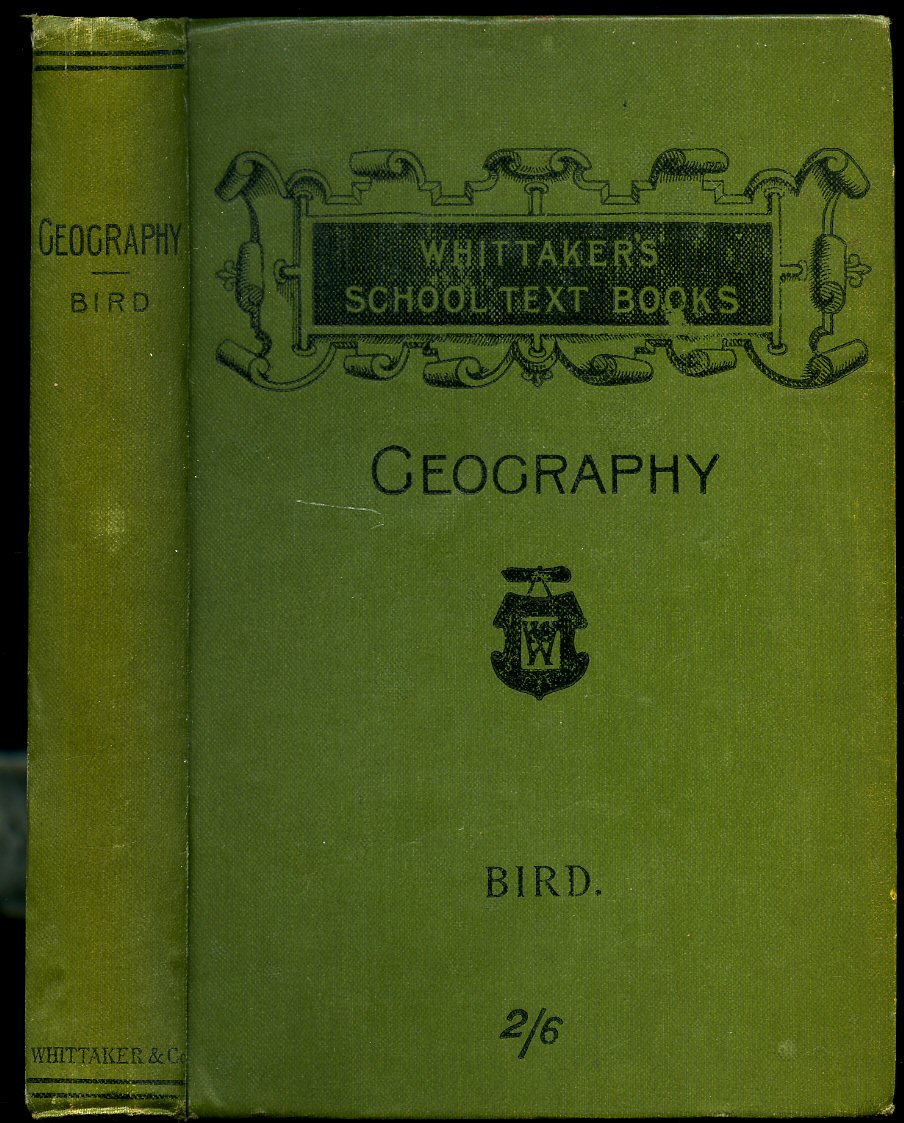 GEOGRAPHY
BIRD
WHITTAKER & Co
WHITTAKER'S
SCHOOL TEXT BOOKS
GEOGRAPHY
W
BIRD.
2/6